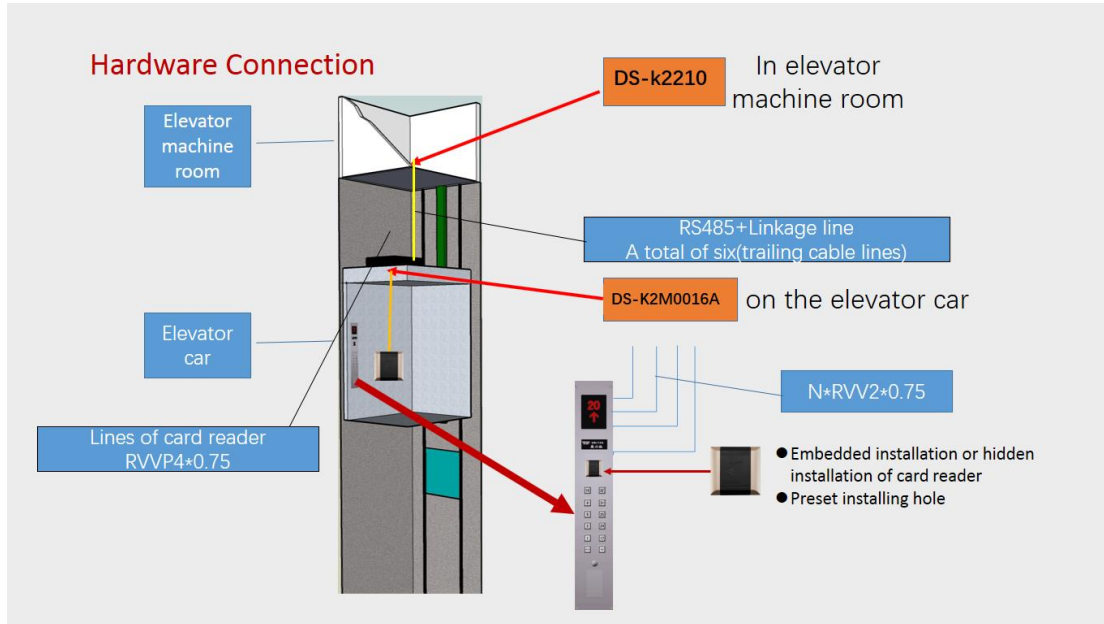 Hardware Connection
DS-k2210
In elevator
machine room
Elevator
machine
room
RS485+Linkage line
A total of six(trailing cable lines)
DS-K2M0016A
on the elevator car
Elevator
car
N*RVV2*0.75
20
Lines of card reader
RVVP4*0.75
● Embedded installation or hidden
installation of card reader
● Preset installing hole